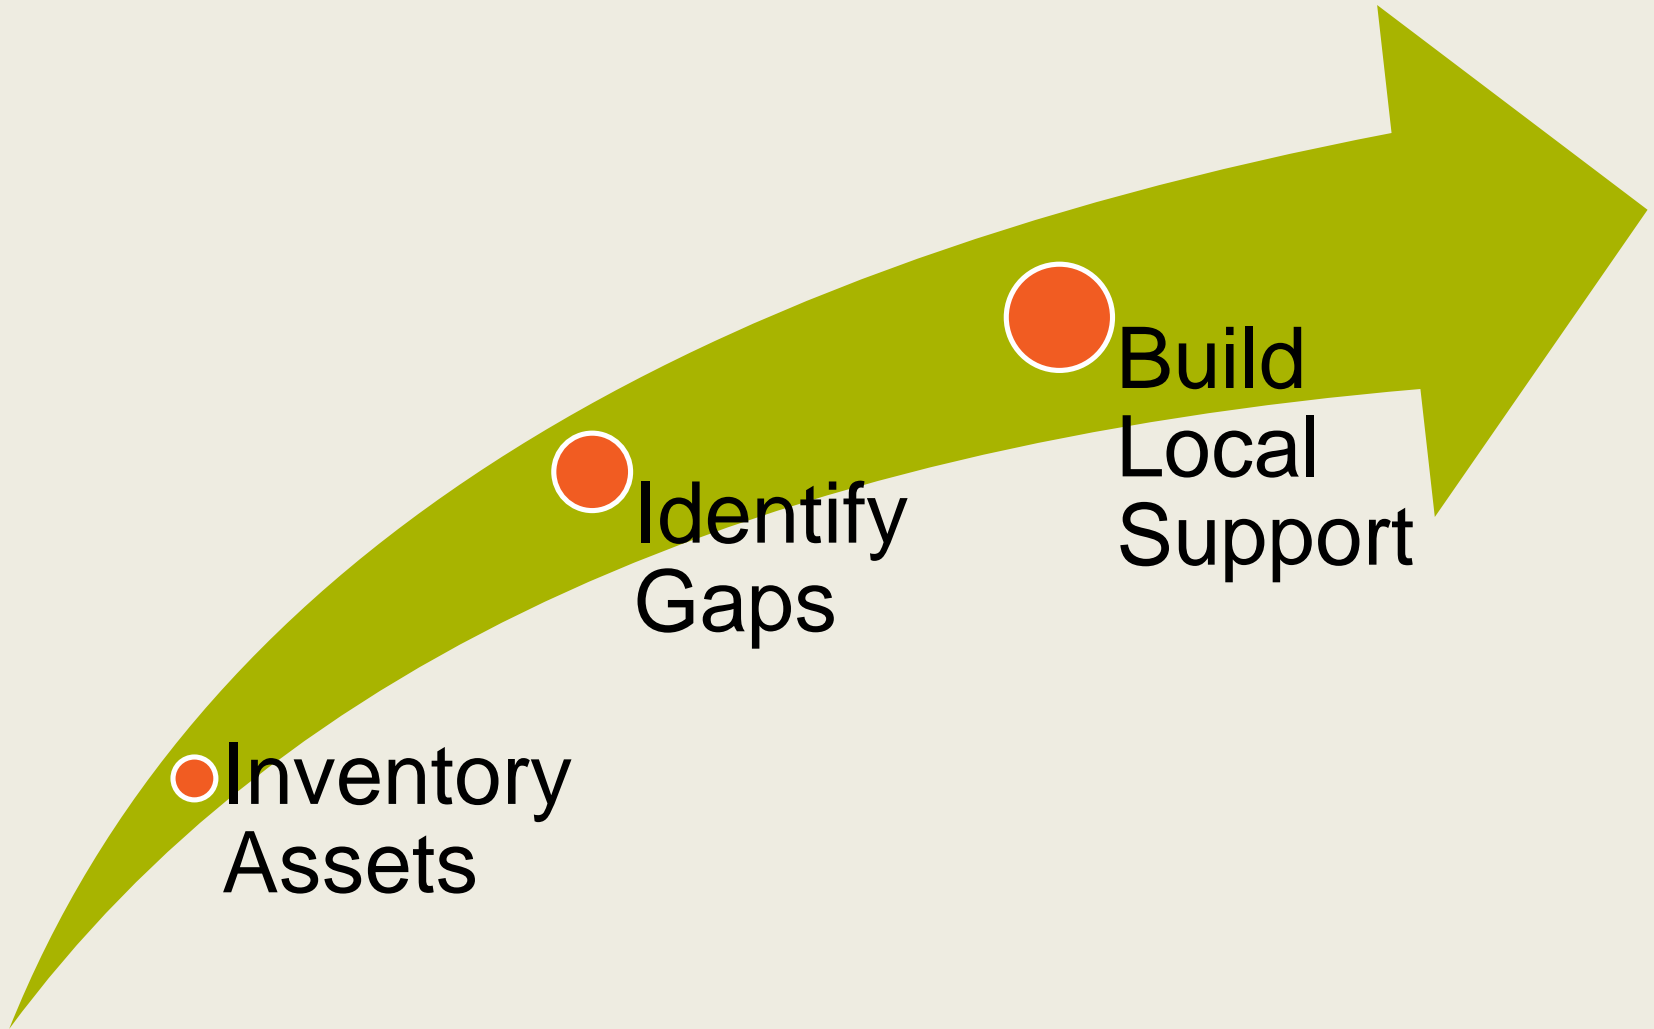 Inventory
Assets
Identify
Gaps
Build
Local
Support